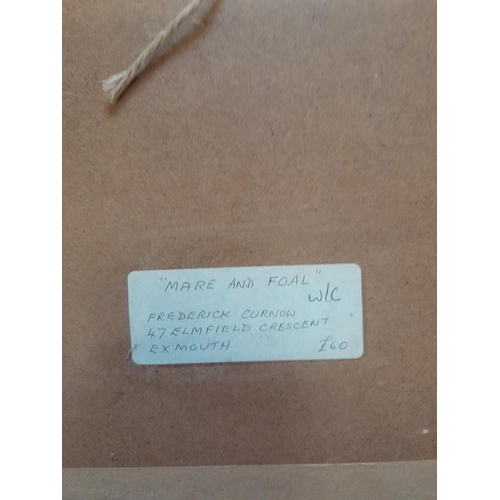 "MARE AND FOAL"
W/C
FREDERICK CURNOW
47 ELMFIELD CRESCENT
EXMOUTH £60